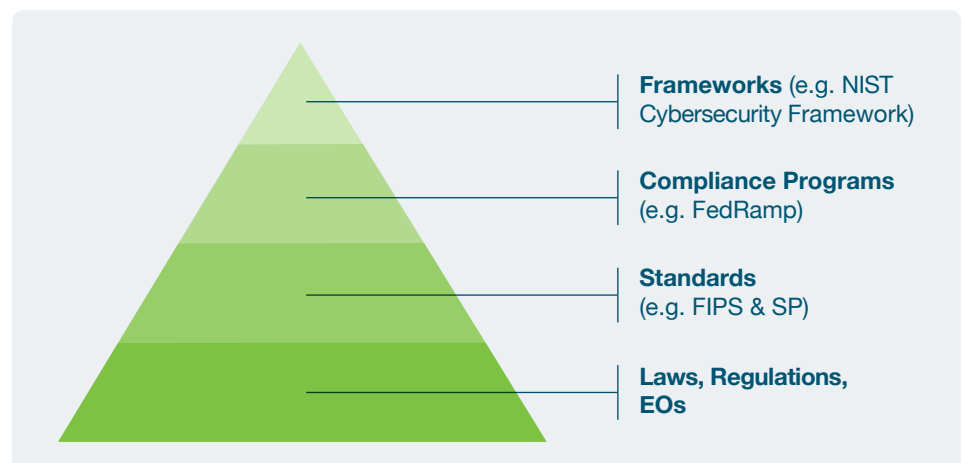 Frameworks (e.g. NIST
Cybersecurity Framework)
Compliance Programs
(e.g. FedRamp)
Standards
(e.g. FIPS & SP)
Laws, Regulations,
EOs